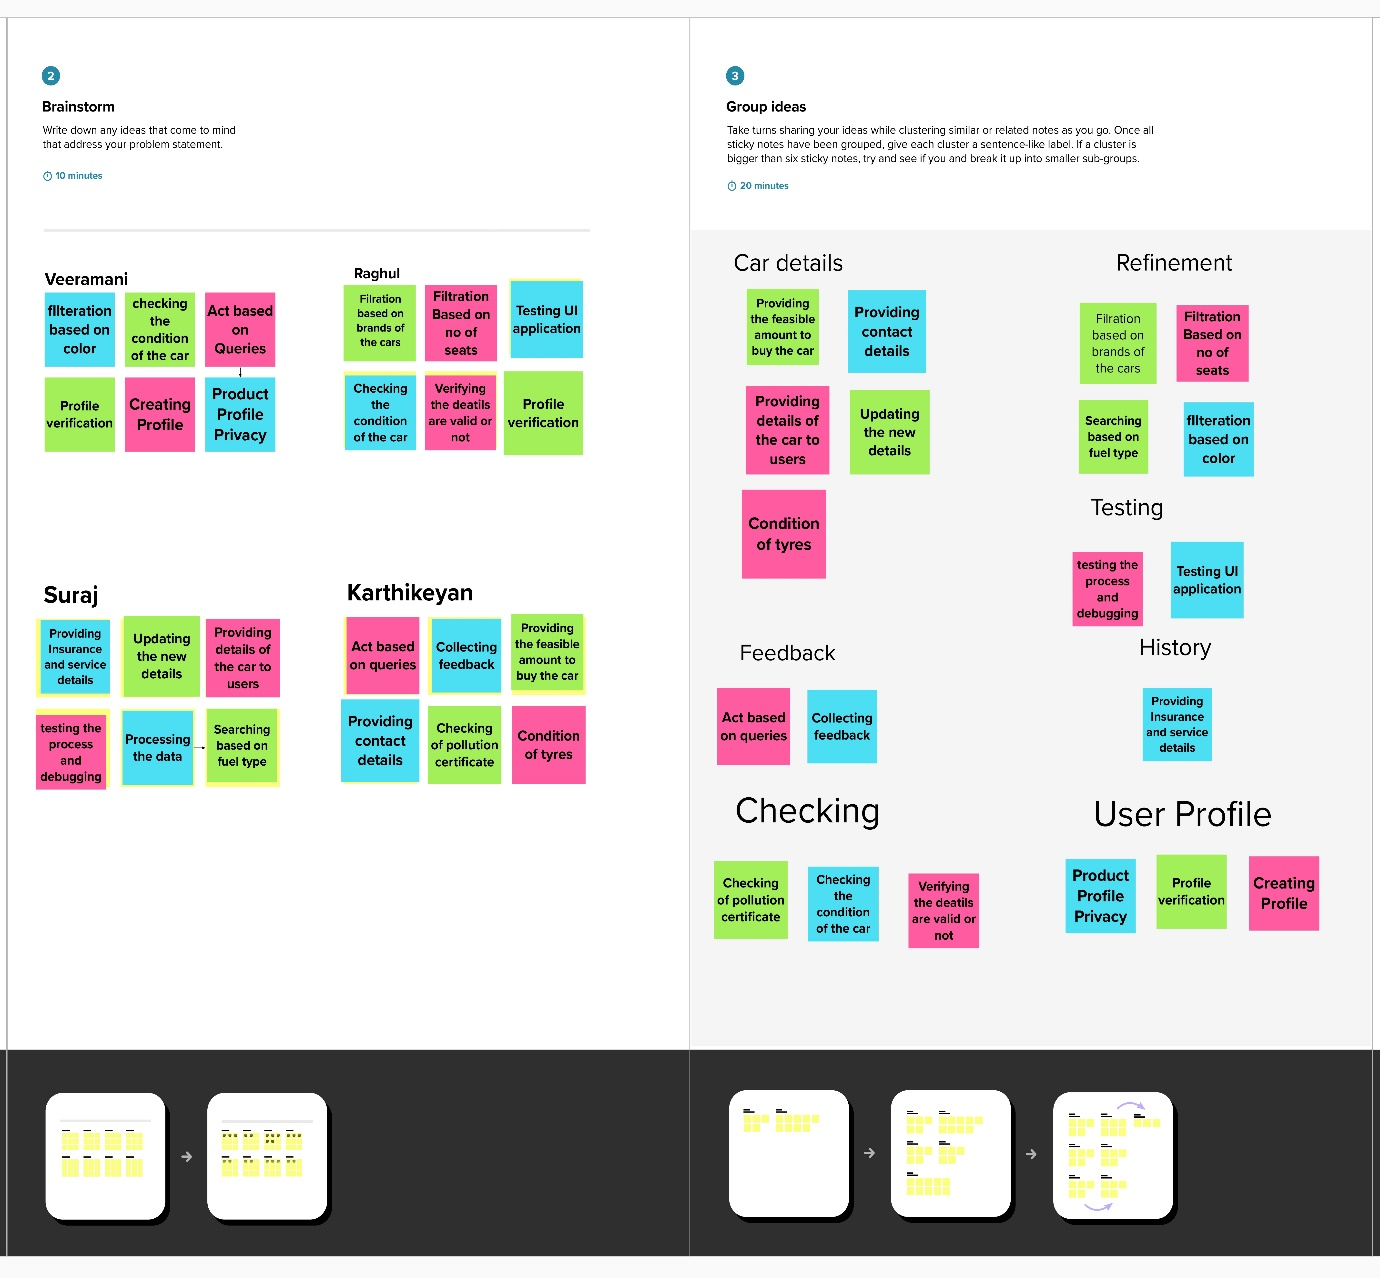 2
Brainstorm
Write down any ideas that come to mind
that address your problem statement.
10 minutes
Veeramani
fIlteration
based on
color
checking
the
condition
of the car
Act based
on
Queries
Profile
verification
Creating
Profile
Product
Profile
Privacy
Raghul
Filration
based on
brands of
the cars
Filtration
Based on
no of
seats
Testing UI
application
Checking
the
condition
of the car
Verifying
the deatils
are valid or
not
Profile
verification
Suraj
Providing
Insurance
and service
details
Updating
the new
details
Providing
details of
the car to
users
testing the
process
and
debugging
Processing
the data
Searching
based on
fuel type
Karthikeyan
Act based
on queries
Collecting
feedback
Providing
the feasible
amount to
buy the car
Providing
contact
details
Checking
of pollution
certificate
Condition
of tyres
3
Group ideas
Take turns sharing your ideas while clustering similar or related notes as you go. Once all
sticky notes have been grouped, give each cluster a sentence-like label. If a cluster is
bigger than six sticky notes, try and see if you and break it up into smaller sub-groups.
20 minutes
Car details
Providing
the feasible
amount to
buy the car
Providing
contact
details
Providing
details of
the car to
users
Updating
the new
details
Condition
of tyres
Refinement
Filration
based on
brands of
the cars
Filtration
Based on
no of
seats
Searching
based on
fuel type
fIlteration
based on
color
Testing
testing the
process
and
debugging
Testing UI
application
Feedback
Act based
on queries
Collecting
feedback
History
Providing
Insurance
and service
details
Checking
Checking
of pollution
certificate
Checking
the
condition
of the car
Verifying
the deatils
are valid or
not
User Profile
Product
Profile
Privacy
Profile
verification
Creating
Profile